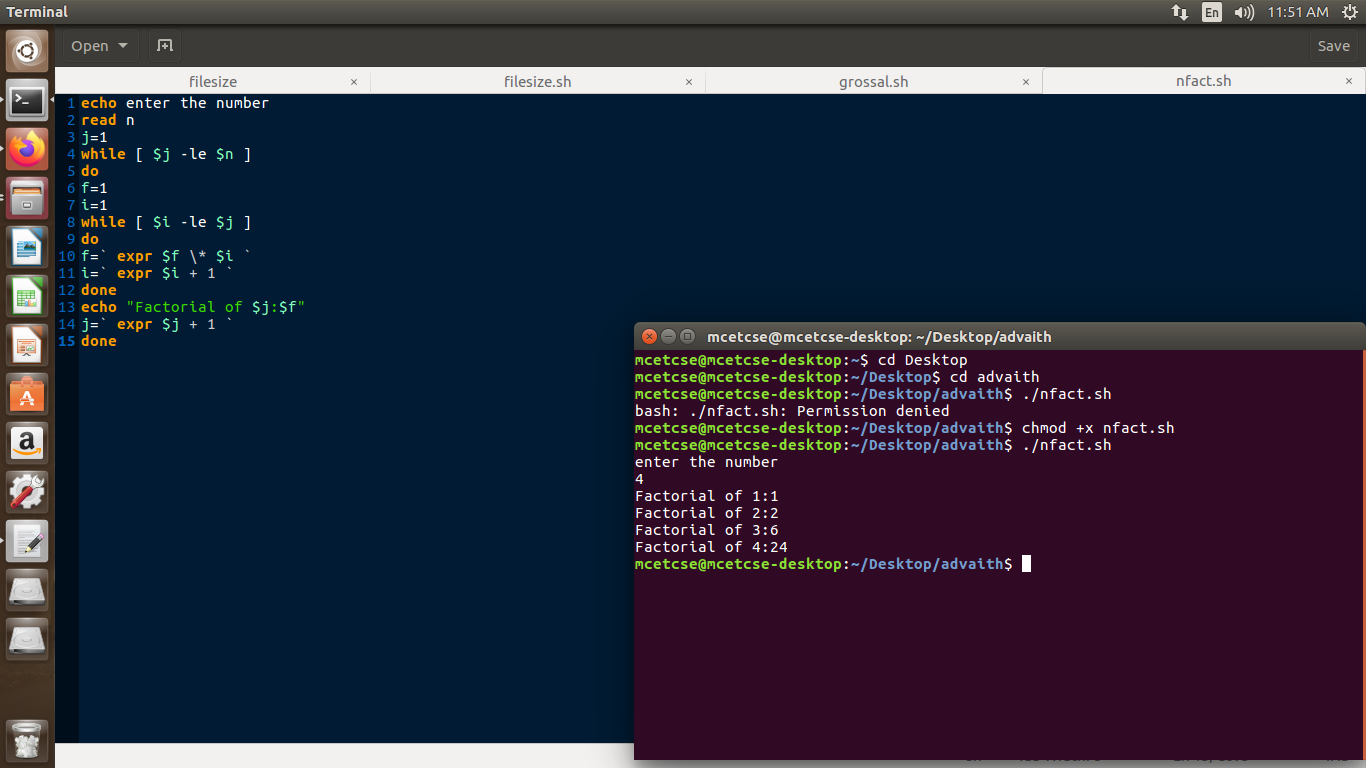 Terminal
En
11:51 AM
Open
Save
filesize ×
filesize.sh ×
grossal.sh ×
nfact.sh ×
1 echo enter the number
2 read n
3 j=1
4 while [ $j -le $n ]
5 do
6 f=1
7 i=1
8 while [ $i -le $j ]
9 do
10 f=` expr $f \* $i `
11 i=` expr $i + 1 `
12 done
13 echo "Factorial of $j:$f"
14 j=` expr $j + 1 `
15 done
mcetcse@mcetcse-desktop: ~/Desktop/advaith
mcetcse@mcetcse-desktop:~$ cd Desktop
mcetcse@mcetcse-desktop:~/Desktop$ cd advaith
mcetcse@mcetcse-desktop:~/Desktop/advaith$ ./nfact.sh
bash: ./nfact.sh: Permission denied
mcetcse@mcetcse-desktop:~/Desktop/advaith$ chmod +x nfact.sh
mcetcse@mcetcse-desktop:~/Desktop/advaith$ ./nfact.sh
enter the number
4
Factorial of 1:1
Factorial of 2:2
Factorial of 3:6
Factorial of 4:24
mcetcse@mcetcse-desktop:~/Desktop/advaith$